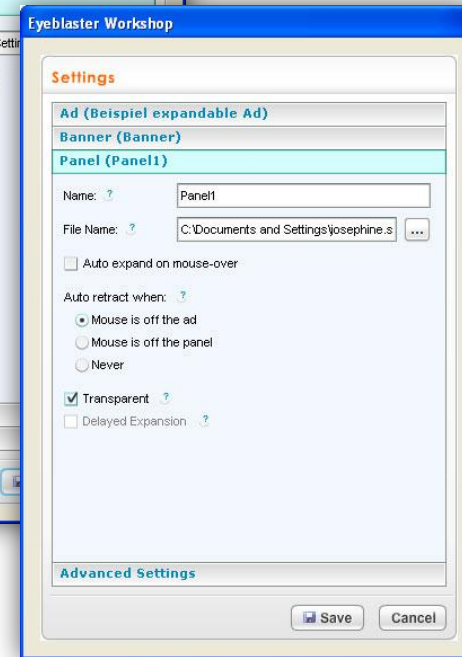 Eyeblaster Workshop
Settings
Ad (Beispiel expandable Ad)
Banner (Banner)
Panel (Panel1)
Name: ? Panel1
File Name: ? C:\Documents and Settings\josephine.s ...
Auto expand on mouse-over
Auto retract when: ?
Mouse is off the ad
Mouse is off the panel
Never
Transparent ?
Delayed Expansion ?
Advanced Settings
Save Cancel